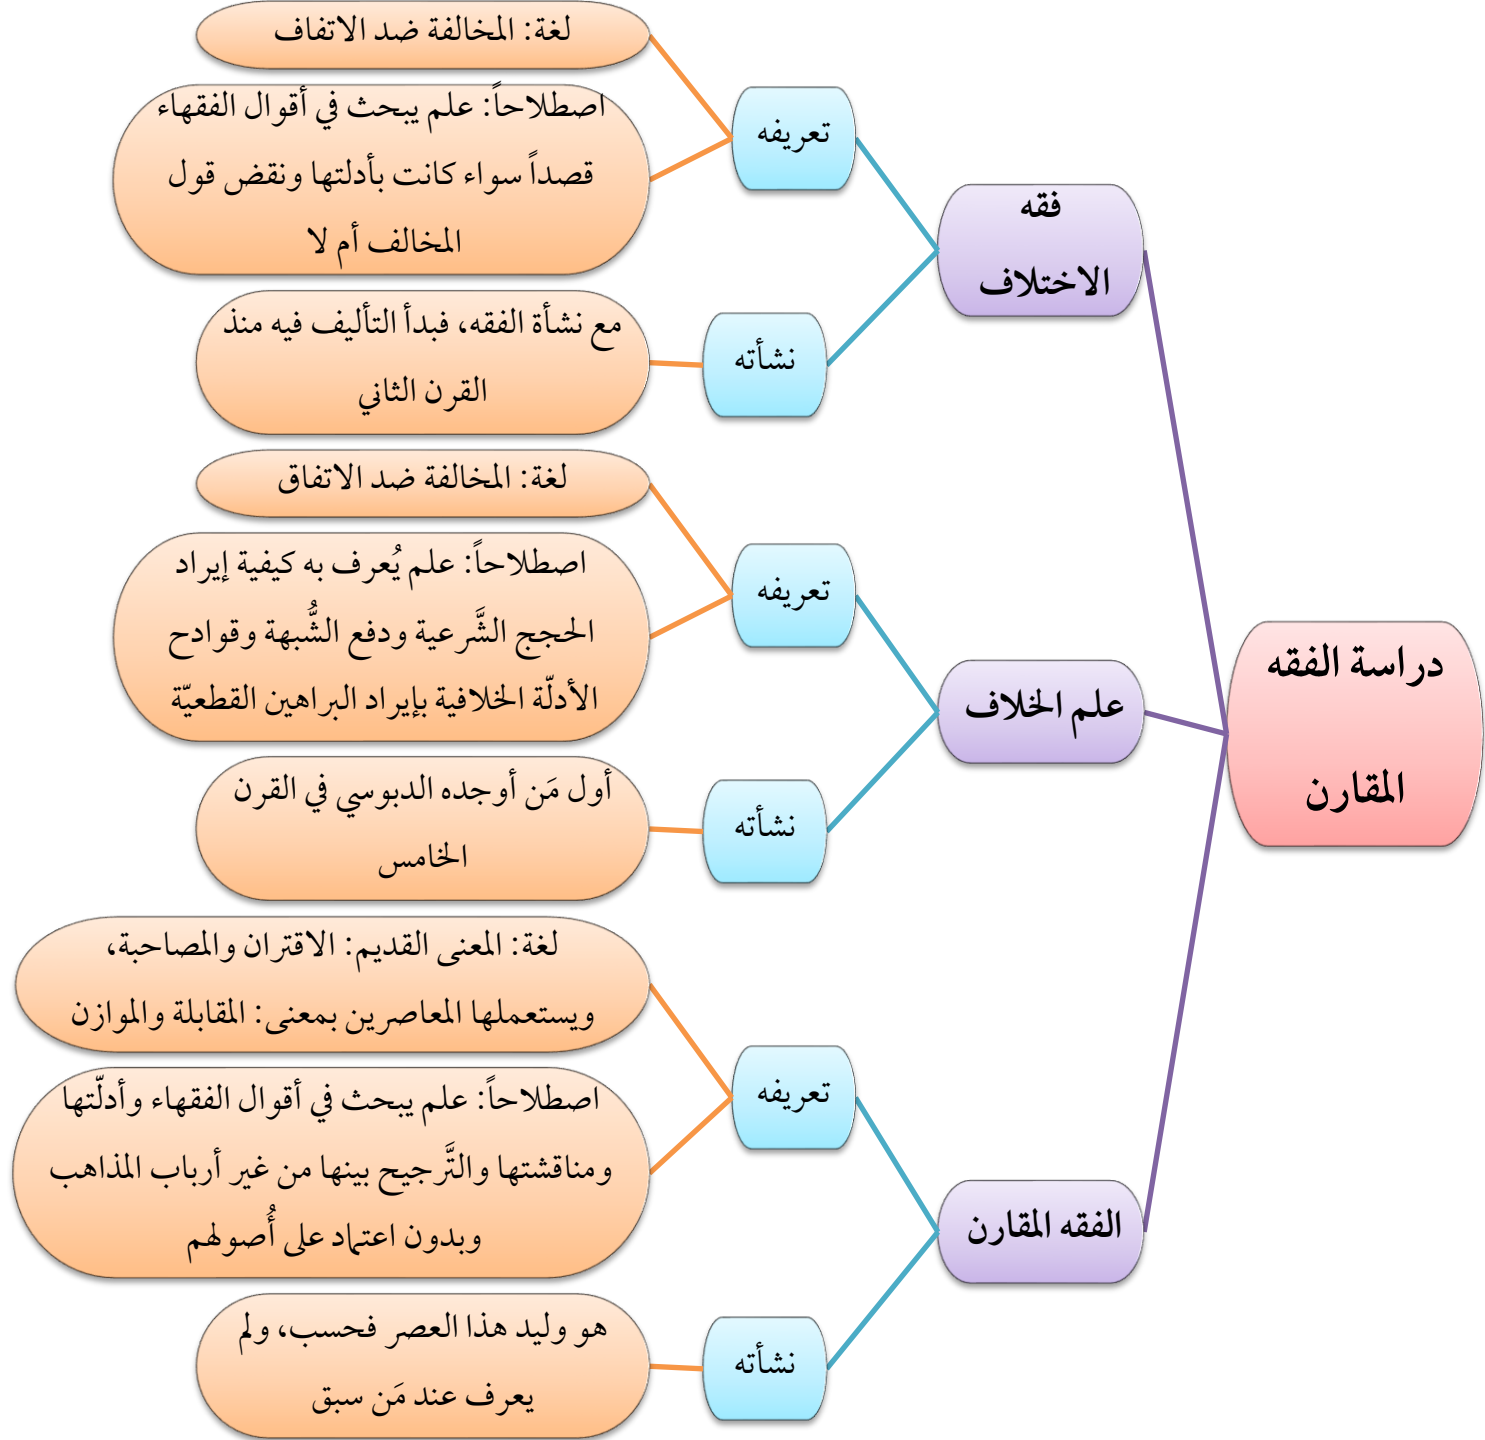 دراسة الفقه
المقارن
فقه
الاختلاف
تعريفه
لغة: المخالفة ضد الاتفاف
اصطلاحاً: علم يبحث في أقوال الفقهاء
قصداً سواء كانت بأدلتها ونقض قول
المخالف أم لا
نشأته
مع نشأة الفقه، فبدأ التأليف فيه منذ
القرن الثاني
علم الخلاف
تعريفه
لغة: المخالفة ضد الاتفاق
اصطلاحاً: علم يُعرف به كيفية إيراد
الحجج الشَّرعية ودفع الشُّبهة وقوادح
الأدلّة الخلافية بإيراد البراهين القطعيّة
نشأته
أول مَن أوجده الدبوسي في القرن
الخامس
الفقه المقارن
تعريفه
لغة: المعنى القديم: الاقتران والمصاحبة،
ويستعملها المعاصرين بمعنى: المقابلة والموازن
اصطلاحاً: علم يبحث في أقوال الفقهاء وأدلّتها
ومناقشتها والتَّرجيح بينها من غير أرباب المذاهب
وبدون اعتماد على أُصولهم
نشأته
هو وليد هذا العصر فحسب، ولم
يعرف عند مَن سبق